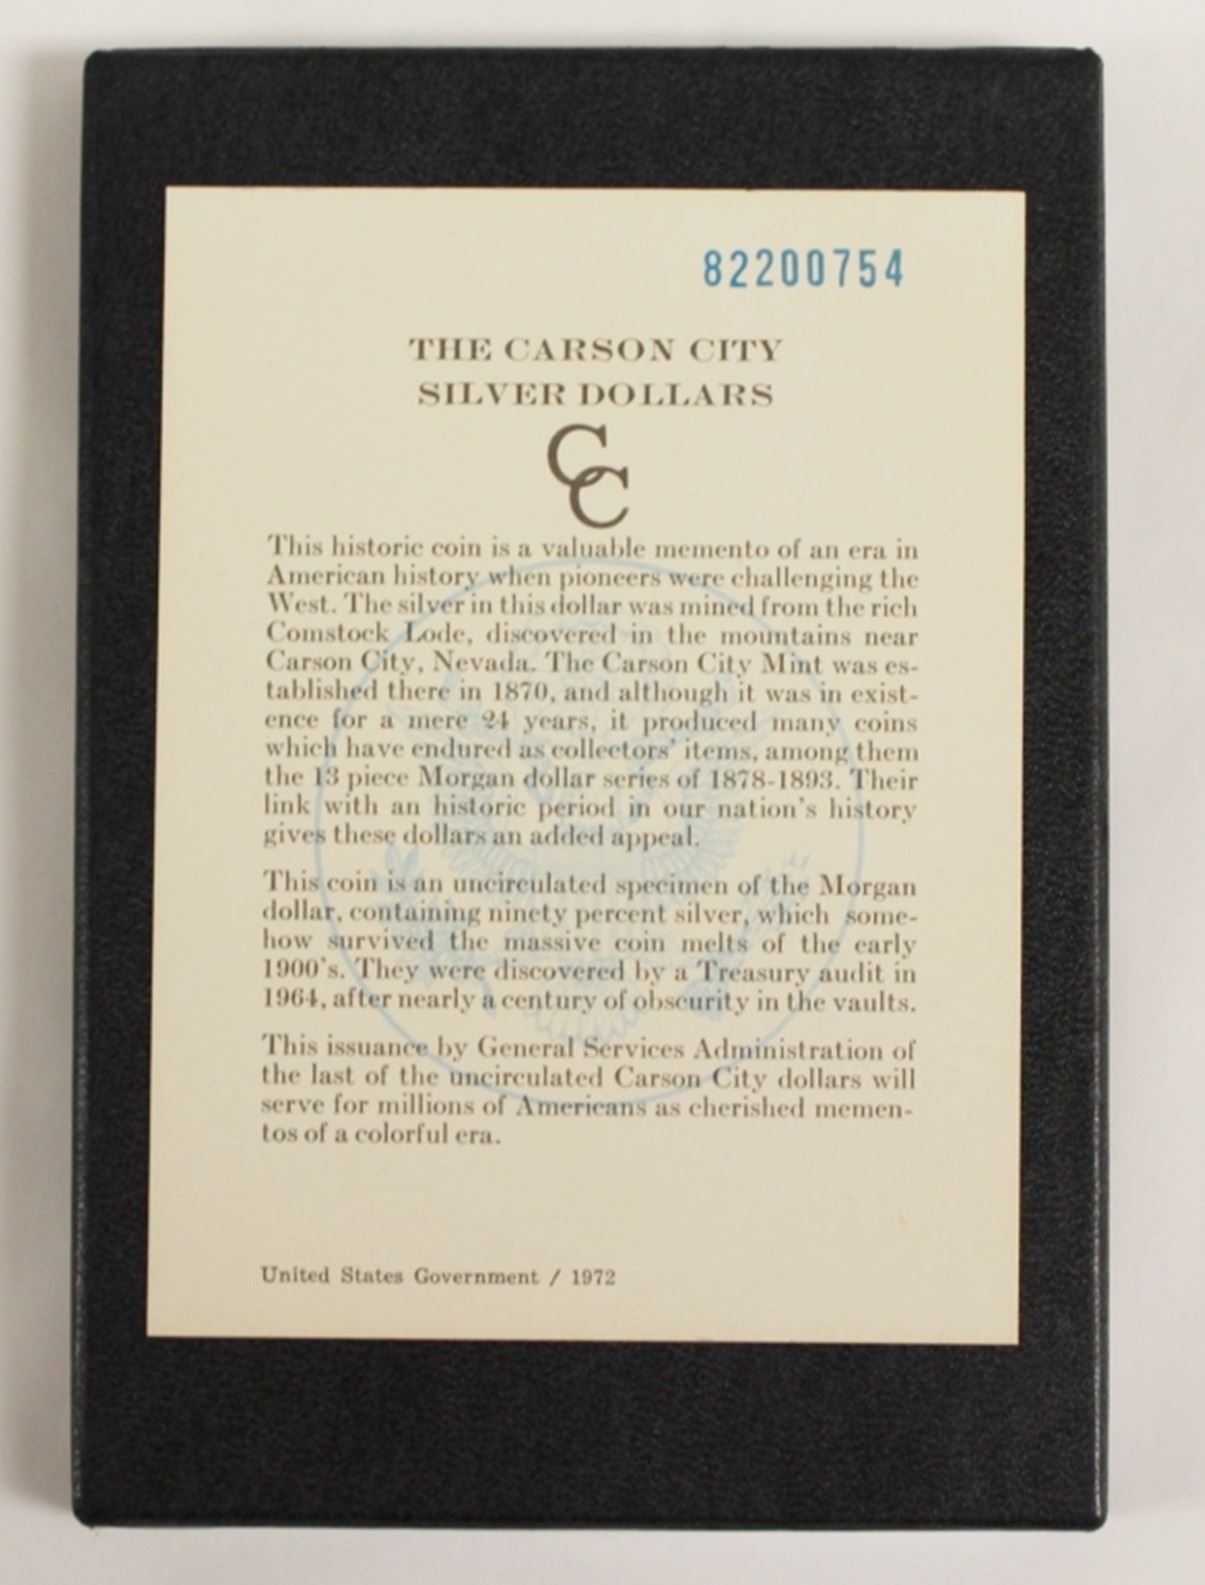 82200754
THE CARSON CITY
SILVER DOLLARS
CC
This historic coin is a valuable memento of an era in
American history when pioneers were challenging the
West. The silver in this dollar was mined from the rich
Comstock Lode, discovered in the mountains near
Carson City, Nevada. The Carson City Mint was es-
tablished there in 1870, and although it was in exist-
ence for a mere 24 years, it produced many coins
which have endured as collectors' items, among them
the 13 piece Morgan dollar series of 1878-1893. Their
link with an historic period in our nation's history
gives these dollars an added appeal.
This coin is an uncirculated specimen of the Morgan
dollar, containing ninety percent silver, which some-
how survived the massive coin melts of the early
1900's. They were discovered by a Treasury audit in
1964, after nearly a century of obscurity in the vaults.
This issuance by General Services Administration of
the last of the uncirculated Carson City dollars will
serve for millions of Americans as cherished memen-
tos of a colorful era.
United States Government / 1972